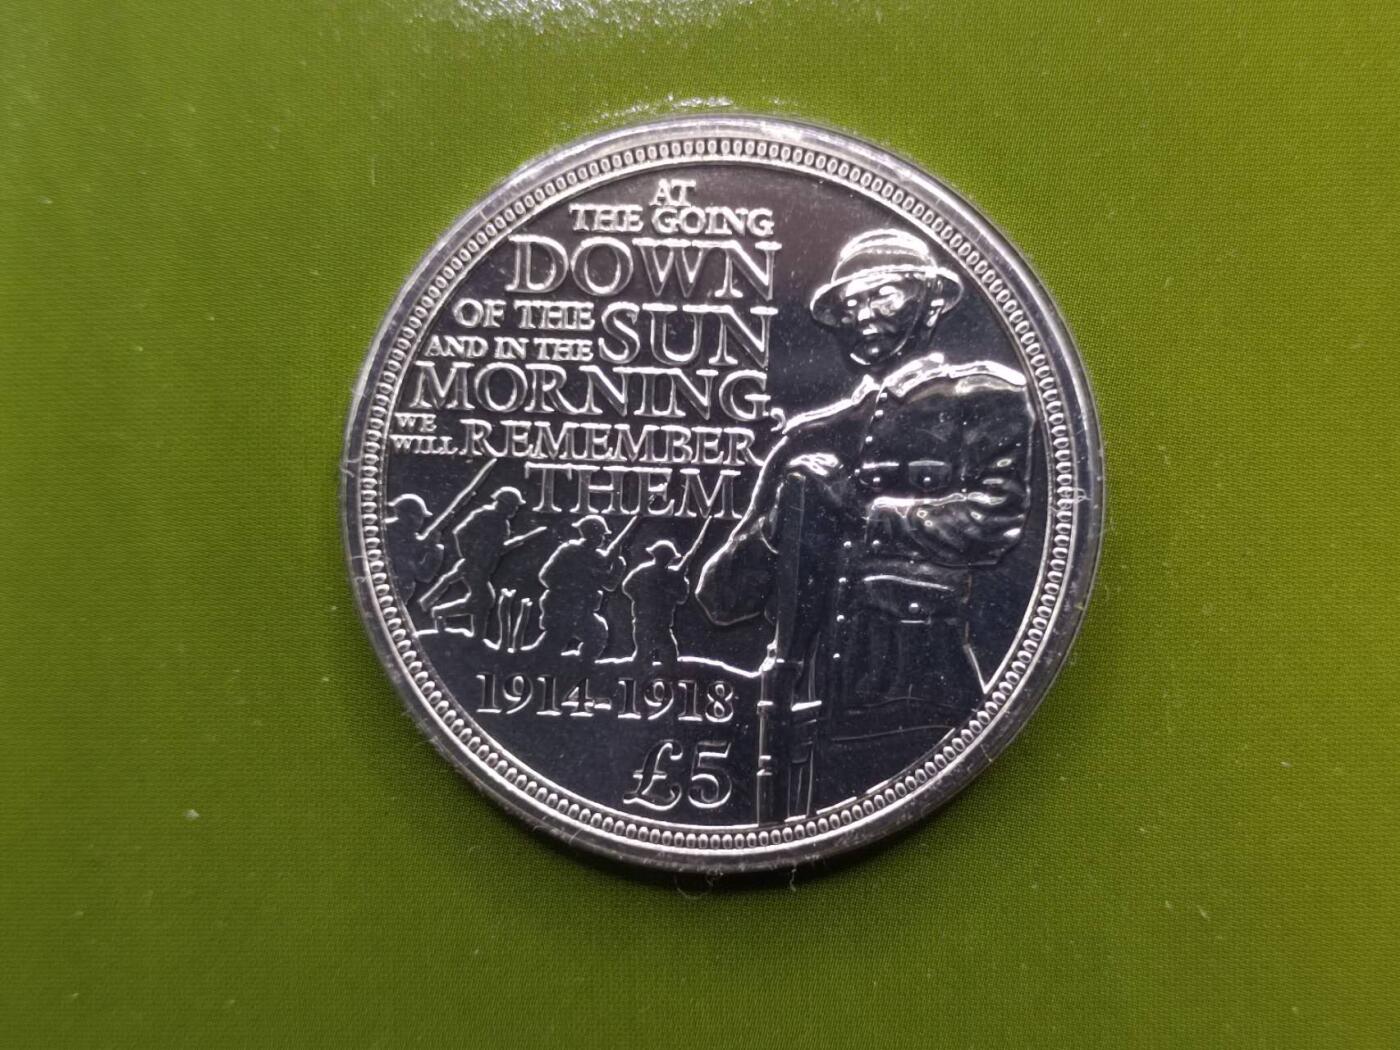 AT
THE GOING
DOWN
OF THE SUN
AND IN THE
MORNING,
WE
WILL REMEMBER
THEM
1914-1918
£5